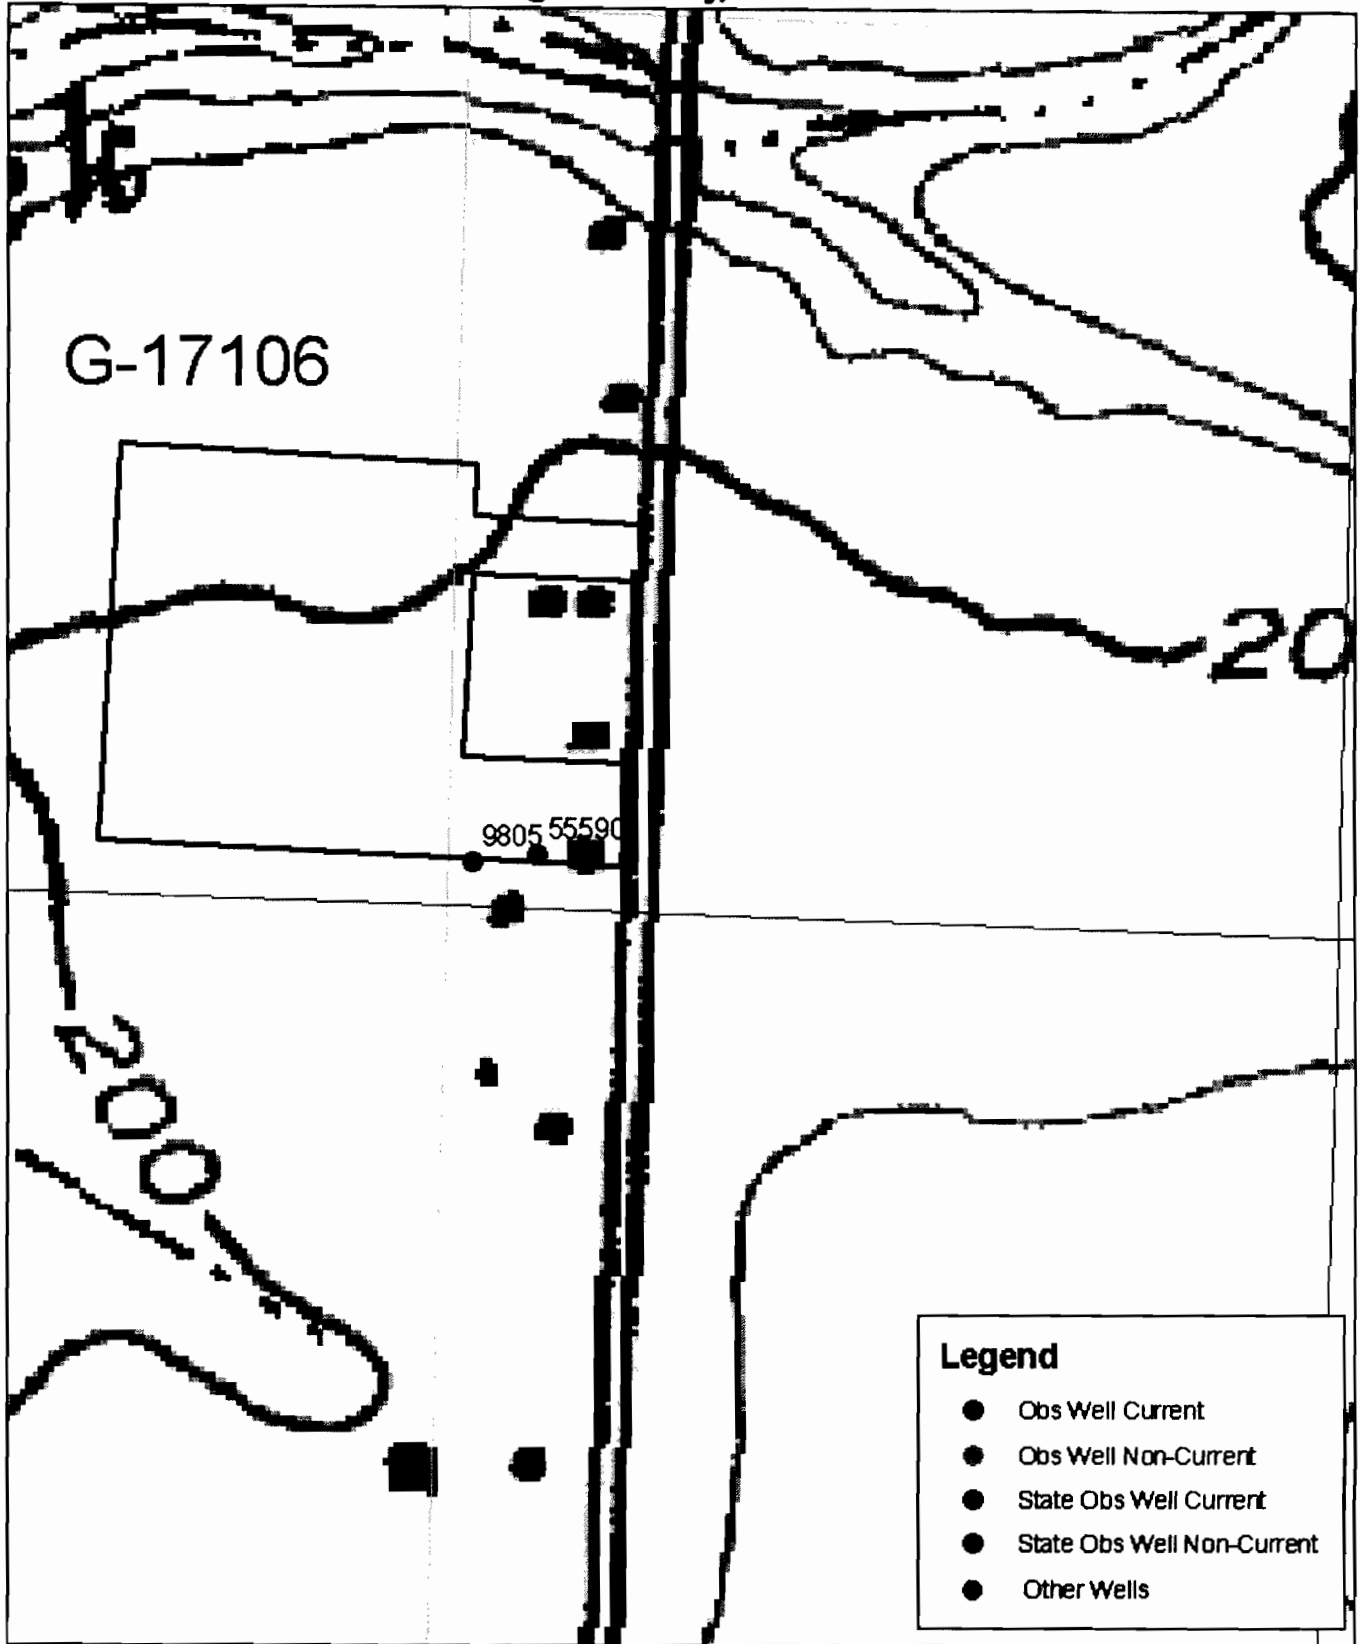 G-17106
20
9805 55590
200
Legend
Obs Well Current
Obs Well Non-Current
State Obs Well Current
State Obs Well Non-Current
Other Wells